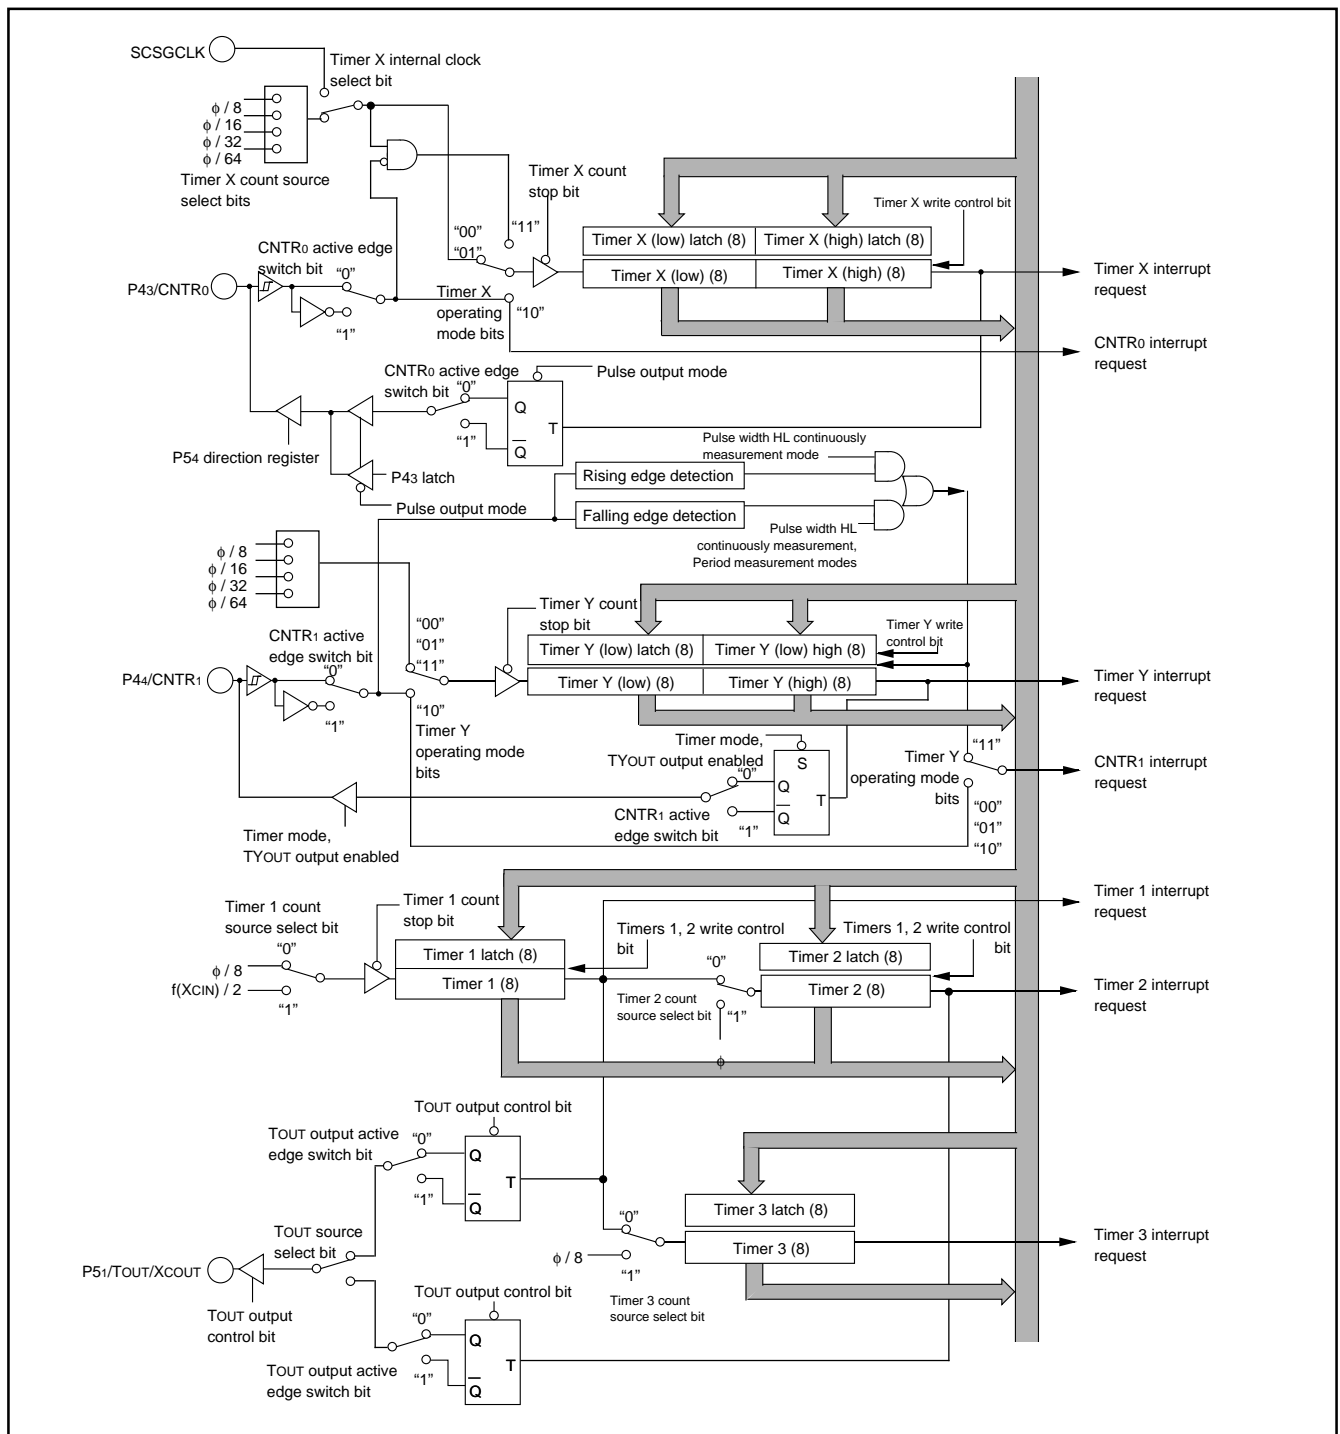 SCSGCLK
Timer X internal clock
select bit
ϕ / 8
ϕ / 16
ϕ / 32
ϕ / 64
Timer X count source
select bits
Timer X count
stop bit
Timer X write control bit
"00"
"01"
"11"
Timer X (low) latch (8)
Timer X (high) latch (8)
Timer X (low) (8)
Timer X (high) (8)
Timer X interrupt
request
CNTR0 active edge
switch bit
"0"
P43/CNTR0
"1"
Timer X
operating
mode bits
"10"
CNTR0 interrupt
request
CNTR0 active edge
switch bit
"0"
Pulse output mode
Q
T
"1"
Q
P54 direction register
P43 latch
Pulse output mode
Pulse width HL continuously
measurement mode
Rising edge detection
Falling edge detection
Pulse width HL
continuously measurement,
Period measurement modes
ϕ / 8
ϕ / 16
ϕ / 32
ϕ / 64
Timer Y count
stop bit
"00"
"01"
"11"
Timer Y (low) latch (8)
Timer Y (low) high (8)
Timer Y write
control bit
Timer Y (low) (8)
Timer Y (high) (8)
Timer Y interrupt
request
CNTR1 active
edge switch bit
"0"
P44/CNTR1
"1"
"10"
Timer Y
operating mode
bits
Timer mode,
TYOUT output enabled
S
"0"
Q
T
CNTR1 active
edge switch bit
"1"
Q
Timer Y
operating mode
bits
"11"
"00"
"01"
"10"
CNTR1 interrupt
request
Timer mode,
TYOUT output enabled
Timer 1 count
source select bit
"0"
ϕ / 8
f(XCIN) / 2
"1"
Timer 1 count
stop bit
Timer 1 latch (8)
Timer 1 (8)
Timers 1, 2 write control
bit
Timer 1 interrupt
request
"0"
Timer 2 count
source select bit
"1"
ϕ
Timer 2 latch (8)
Timer 2 (8)
Timers 1, 2 write control
bit
Timer 2 interrupt
request
TOUT output control bit
TOUT output active
edge switch bit
"0"
Q
T
"1"
Q
TOUT source
select bit
P51/TOUT/XCOUT
TOUT output
control bit
"0"
ϕ / 8
"1"
Timer 3 count
source select bit
Timer 3 latch (8)
Timer 3 (8)
Timer 3 interrupt
request
TOUT output control bit
"0"
Q
T
TOUT output active
edge switch bit
"1"
Q